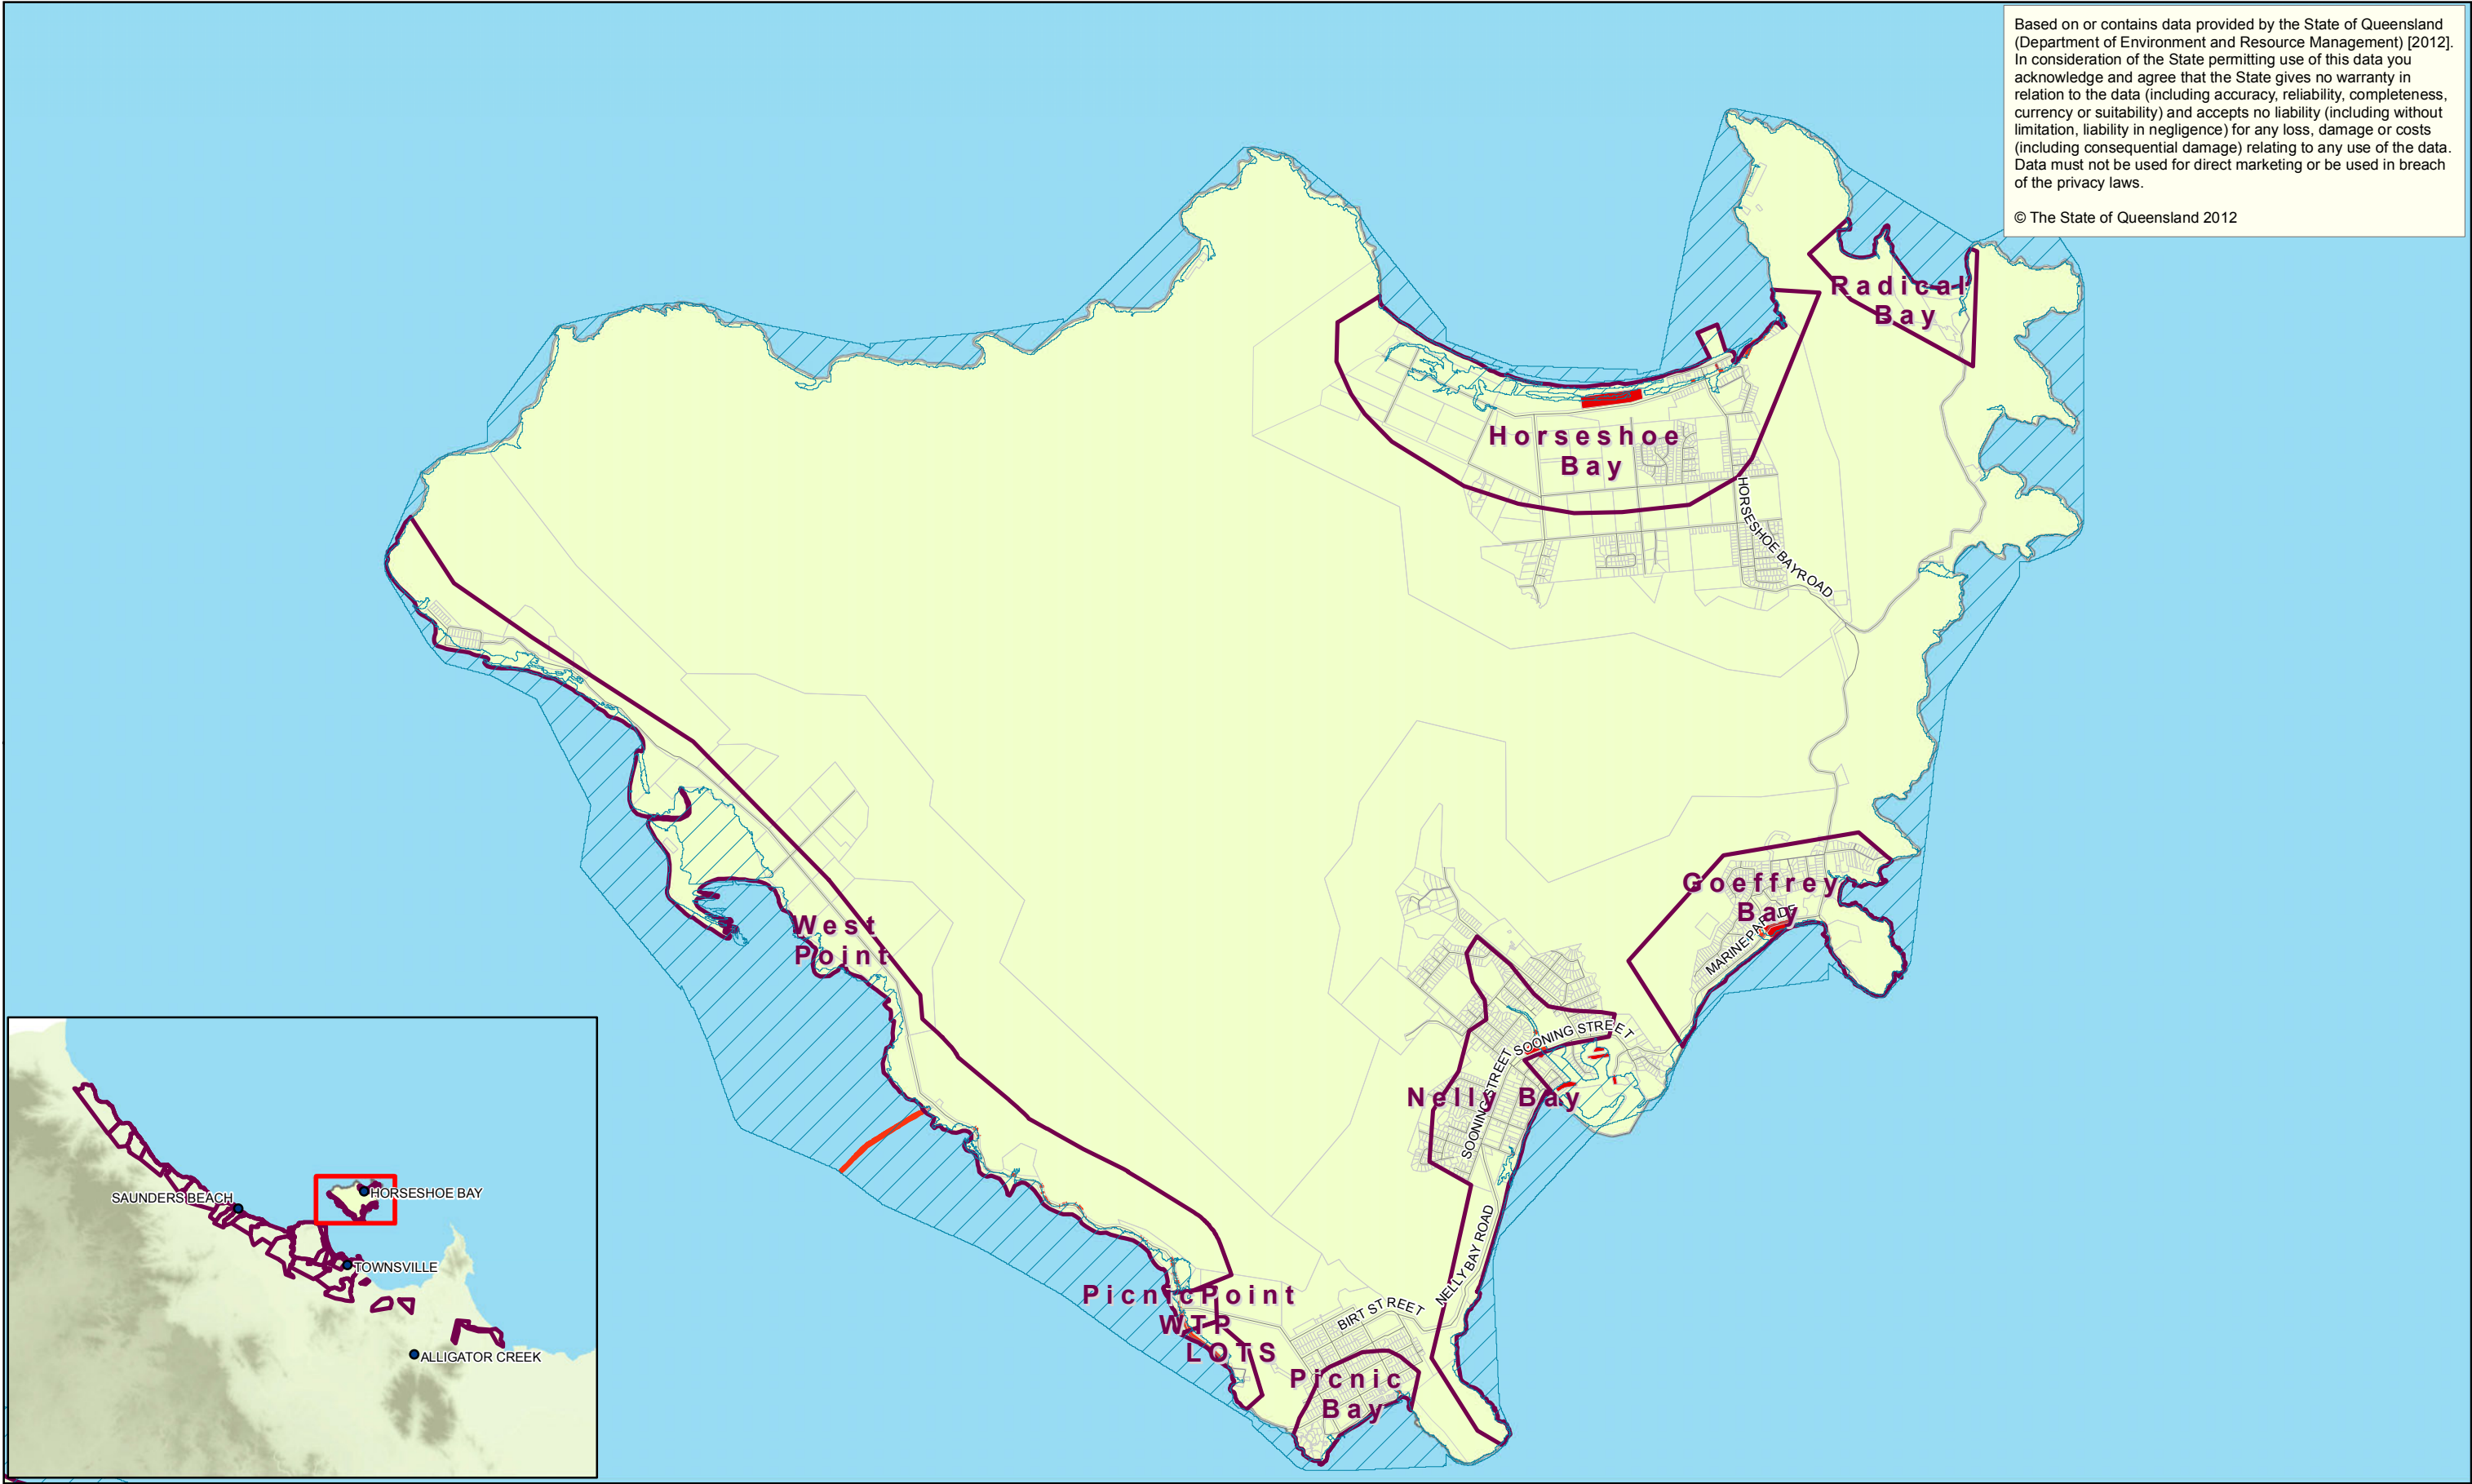 Based on or contains data provided by the State of Queensland
(Department of Environment and Resource Management) [2012].
In consideration of the State permitting use of this data you
acknowledge and agree that the State gives no warranty in
relation to the data (including accuracy, reliability, completeness,
currency or suitability) and accepts no liability (including without
limitation, liability in negligence) for any loss, damage or costs
(including consequential damage) relating to any use of the data.
Data must not be used for direct marketing or be used in breach
of the privacy laws.
© The State of Queensland 2012
Radical
Bay
Horseshoe
Bay
HORSESHOE BAY ROAD
Goeffrey
Bay
MARINE PARADE
West
Point
SOONING STREET
SOONING STREET
Nelly Bay
NELLY BAY ROAD
Picnic Point
WTP
LOTS
BIRT STREET
Picnic
Bay
SAUNDERS BEACH
HORSESHOE BAY
TOWNSVILLE
ALLIGATOR CREEK